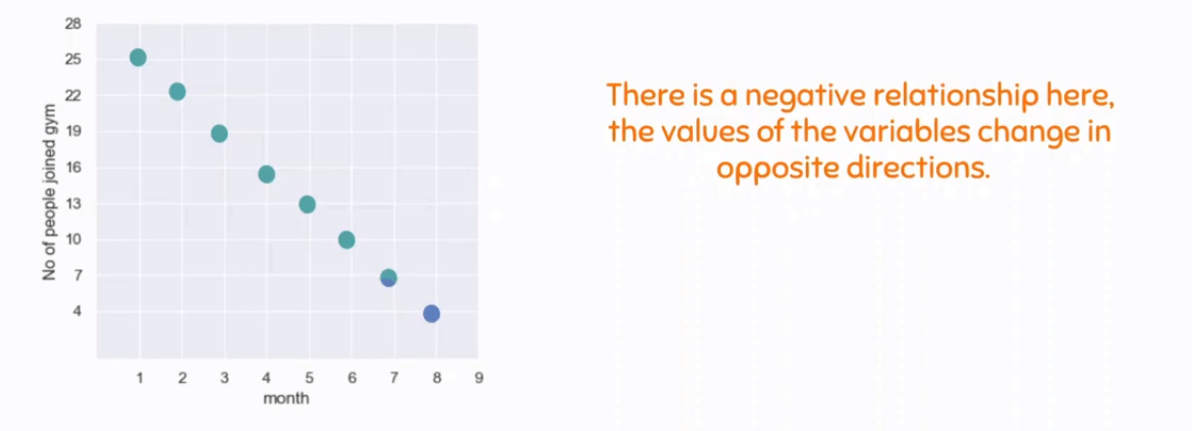 28
25
22
19
16
13
10
7
4
No of people joined gym
1 2 3 4 5 6 7 8 9
month
There is a negative relationship here,
the values of the variables change in
opposite directions.